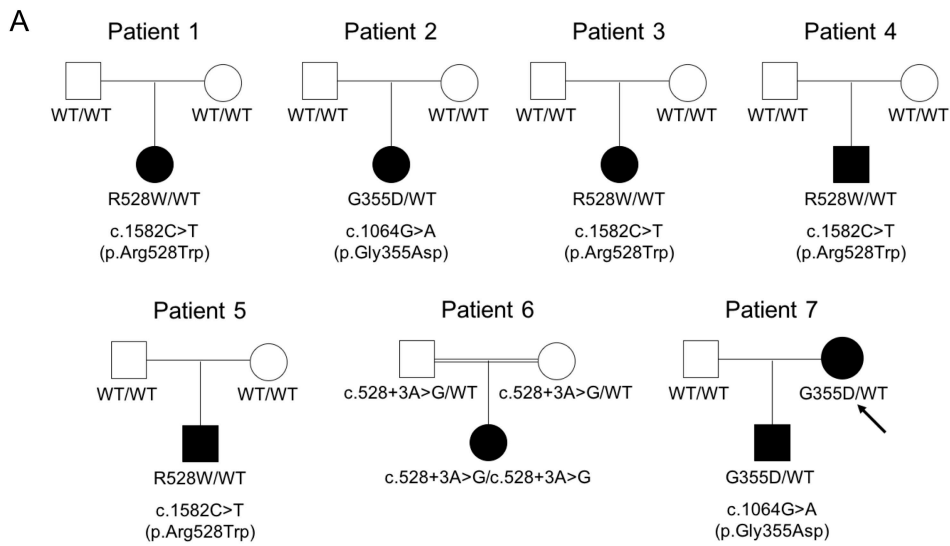 A
Patient 1
Patient 2
Patient 3
Patient 4
WT/WT
WT/WT
WT/WT
WT/WT
WT/WT
WT/WT
WT/WT
WT/WT
R528W/WT
G355D/WT
R528W/WT
R528W/WT
c.1582C>T
c.1064G>A
c.1582C>T
c.1582C>T
(p.Arg528Trp)
(p.Gly355Asp)
(p.Arg528Trp)
(p.Arg528Trp)
Patient 5
Patient 6
Patient 7
WT/WT
WT/WT
c.528+3A>G/WT
c.528+3A>G/WT
WT/WT
G355D/WT
R528W/WT
c.528+3A>G/c.528+3A>G
G355D/WT
c.1582C>T
c.1064G>A
(p.Arg528Trp)
(p.Gly355Asp)